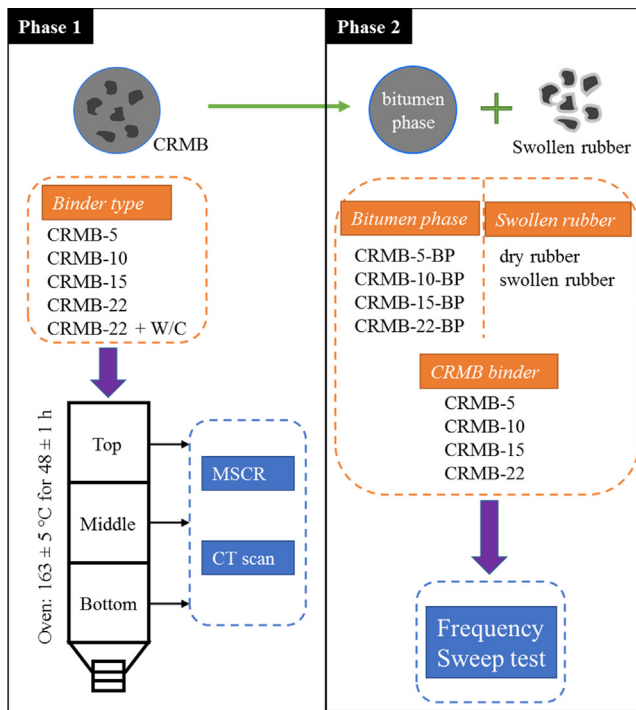 Phase 1
CRMB
Binder type
CRMB-5
CRMB-10
CRMB-15
CRMB-22
CRMB-22 + W/C
Oven: 163 ± 5 °C for 48 ± 1 h
Top
Middle
Bottom
MSCR
CT scan
Phase 2
bitumen
phase
Swollen rubber
Bitumen phase
CRMB-5-BP
CRMB-10-BP
CRMB-15-BP
CRMB-22-BP
Swollen rubber
dry rubber
swollen rubber
CRMB binder
CRMB-5
CRMB-10
CRMB-15
CRMB-22
Frequency
Sweep test